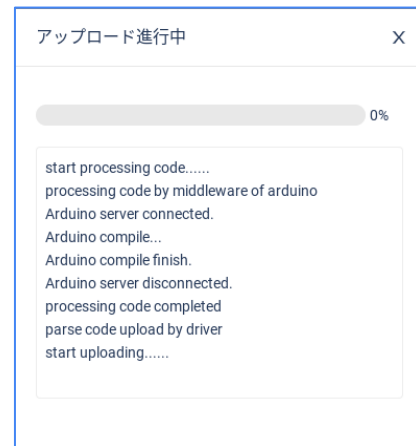 アップロード進行中
X
0%
start processing code......
processing code by middleware of arduino
Arduino server connected.
Arduino compile...
Arduino compile finish.
Arduino server disconnected.
processing code completed
parse code upload by driver
start uploading......